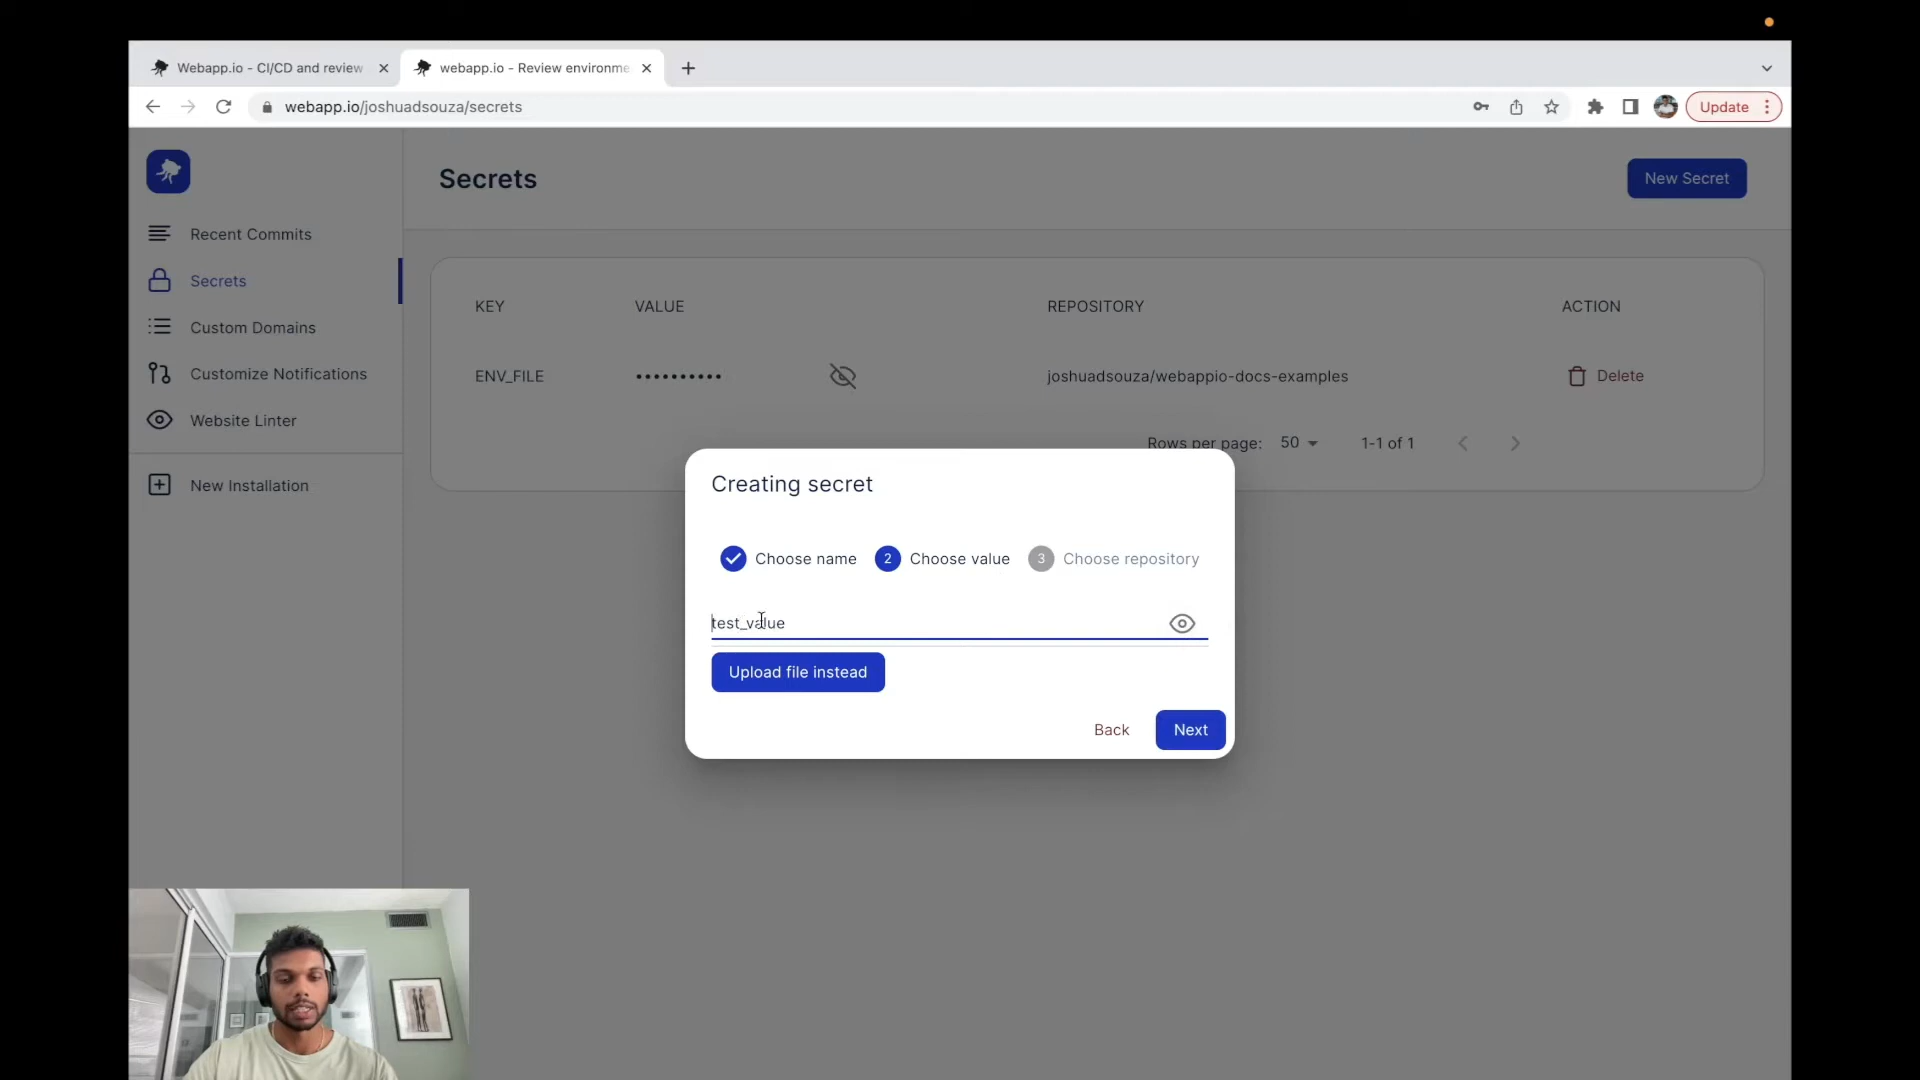 Webapp.io - CI/CD and review
webapp.io - Review environme
webapp.io/joshuadsouza/secrets
Update
Secrets
New Secret
Recent Commits
Secrets
Custom Domains
Customize Notifications
Website Linter
New Installation
KEY VALUE REPOSITORY ACTION
ENV_FILE •••••••••• joshuadsouza/webappio-docs-examples Delete
Rows per page: 50 1-1 of 1
Creating secret
Choose name 2 Choose value 3 Choose repository
test_value
Upload file instead
Back Next